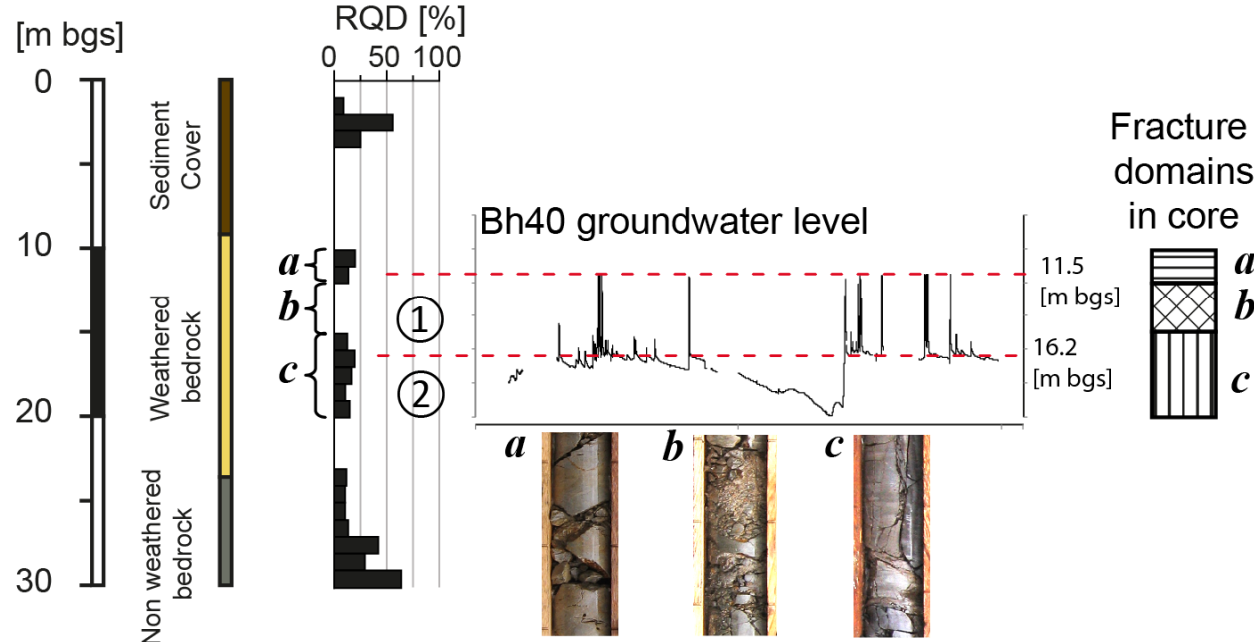 [m bgs]
0
10
20
30
Sediment
Cover
Weathered
bedrock
Non weathered
bedrock
RQD [%]
0 50 100
a
b
c
1
2
Bh40 groundwater level
11.5
[m bgs]
16.2
[m bgs]
a
b
c
Fracture
domains
in core
a
b
c